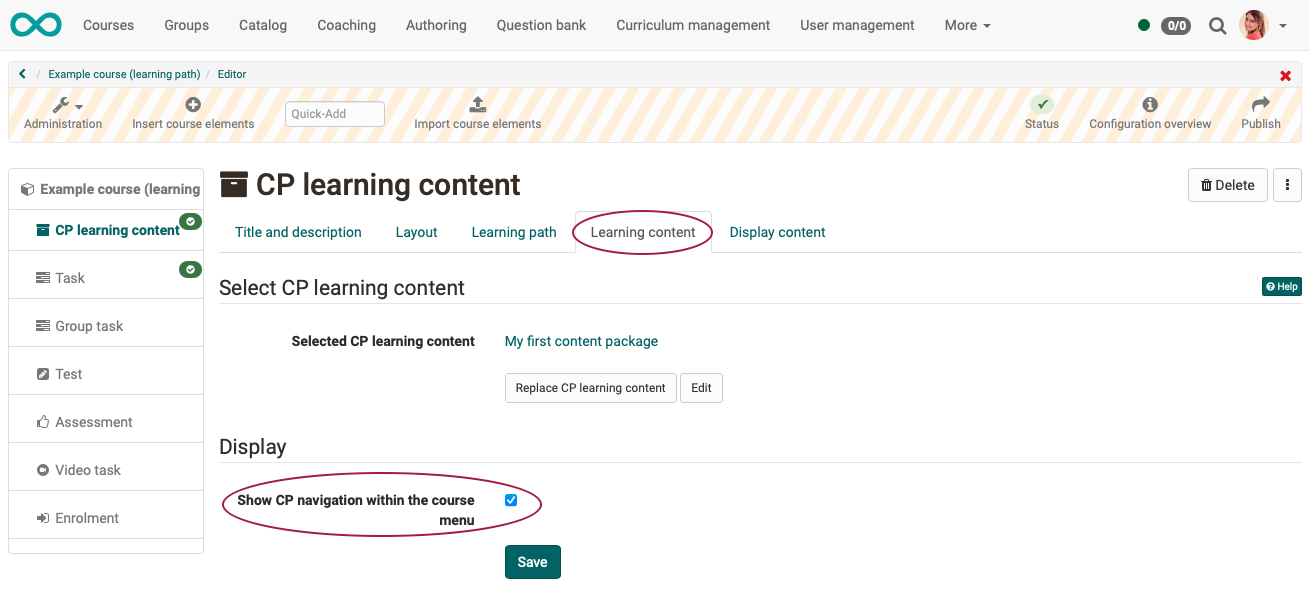 Courses Groups Catalog Coaching Authoring Question bank Curriculum management User management More 0/0
/ Example course (learning path) / Editor
Administration Insert course elements Quick-Add Import course elements Status Configuration overview Publish
Example course (learning
CP learning content
Task
Group task
Test
Assessment
Video task
Enrolment
CP learning content
Delete
Title and description Layout Learning path Learning content Display content
Select CP learning content
Help
Selected CP learning content My first content package
Replace CP learning content Edit
Display
Show CP navigation within the course
menu
Save